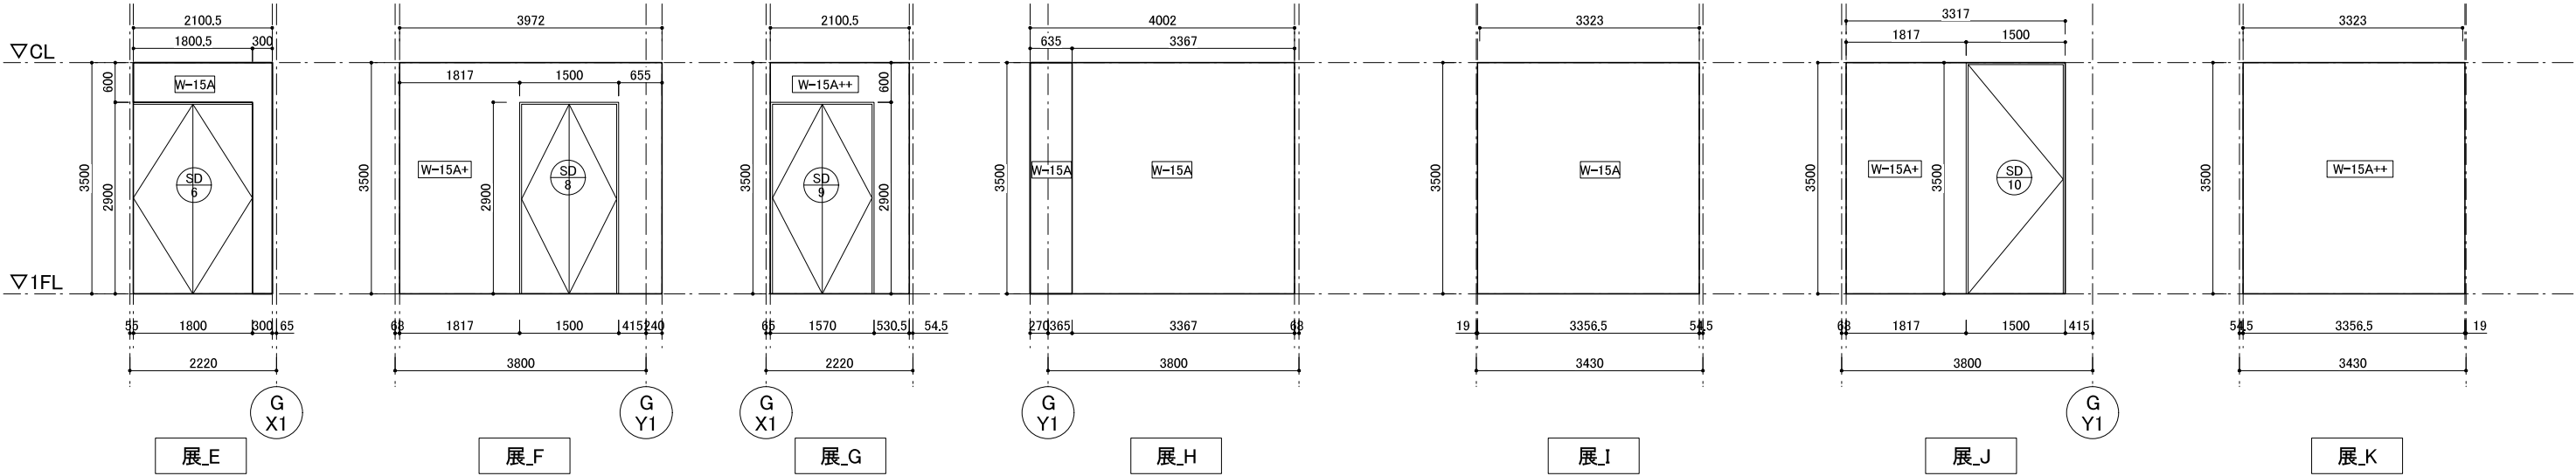 2100.5
1800.5 300
▽CL
600
W-15A
3500
2900
SD
6
▽1FL
55 1800 300 65
2220
G
X1
展_E
3972
1817 1500 655
3500
W-15A+
2900
SD
8
68 1817 1500 415 240
3800
G
Y1
展_F
2100.5
W-15A++
600
3500
SD
9
2900
65 1570 530.5 54.5
2220
G
X1
展_G
4002
635 3367
3500
W-15A
W-15A
270 365 3367 68
3800
G
Y1
展_H
3323
3500
W-15A
19 3356.5 54.5
3430
展_I
3317
1817 1500
3500
W-15A+
3500
SD
10
68 1817 1500 415
3800
G
Y1
展_J
3323
3500
W-15A++
54.5 3356.5 19
3430
展_K